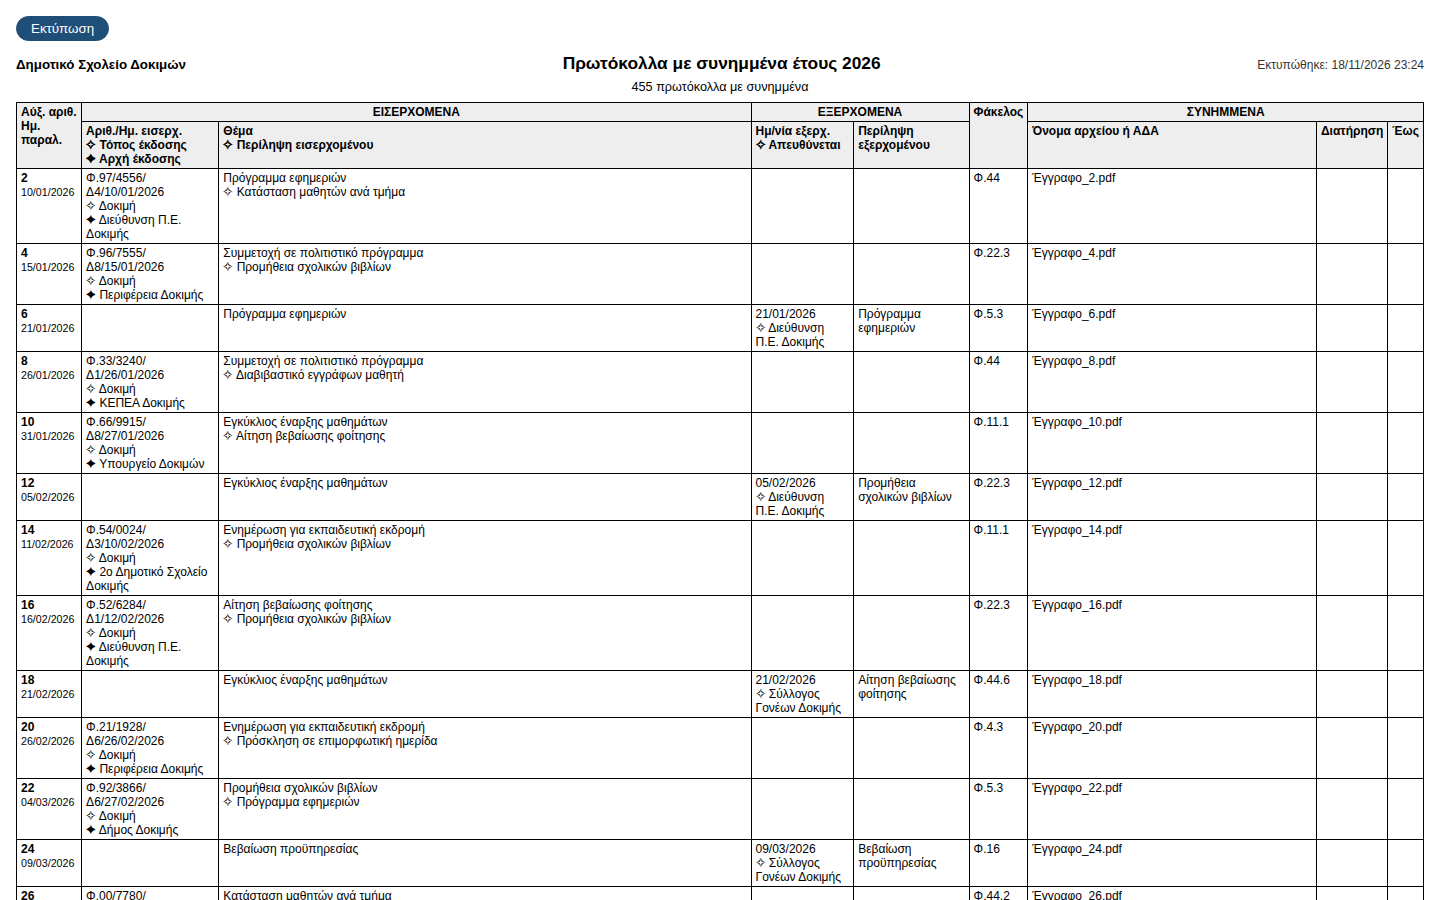 Εκτύπωση
Δημοτικό Σχολείο Δοκιμών
Πρωτόκολλα με συνημμένα έτους 2026
Εκτυπώθηκε: 18/11/2026 23:24
455 πρωτόκολλα με συνημμένα
Αύξ. αριθ.
Ημ.
παραλ.
ΕΙΣΕΡΧΟΜΕΝΑ
ΕΞΕΡΧΟΜΕΝΑ
Φάκελος
ΣΥΝΗΜΜΕΝΑ
Αριθ./Ημ. εισερχ.
✧ Τόπος έκδοσης
✦ Αρχή έκδοσης
Θέμα
✧ Περίληψη εισερχομένου
Ημ/νία εξερχ.
✧ Απευθύνεται
Περίληψη
εξερχομένου
Όνομα αρχείου ή ΑΔΑ
Διατήρηση
Έως
2
10/01/2026
Φ.97/4556/
Δ4/10/01/2026
✧ Δοκιμή
✦ Διεύθυνση Π.Ε.
Δοκιμής
Πρόγραμμα εφημεριών
✧ Κατάσταση μαθητών ανά τμήμα
Φ.44
Έγγραφο_2.pdf
4
15/01/2026
Φ.96/7555/
Δ8/15/01/2026
✧ Δοκιμή
✦ Περιφέρεια Δοκιμής
Συμμετοχή σε πολιτιστικό πρόγραμμα
✧ Προμήθεια σχολικών βιβλίων
Φ.22.3
Έγγραφο_4.pdf
6
21/01/2026
Πρόγραμμα εφημεριών
21/01/2026
✧ Διεύθυνση
Π.Ε. Δοκιμής
Πρόγραμμα
εφημεριών
Φ.5.3
Έγγραφο_6.pdf
8
26/01/2026
Φ.33/3240/
Δ1/26/01/2026
✧ Δοκιμή
✦ ΚΕΠΕΑ Δοκιμής
Συμμετοχή σε πολιτιστικό πρόγραμμα
✧ Διαβιβαστικό εγγράφων μαθητή
Φ.44
Έγγραφο_8.pdf
10
31/01/2026
Φ.66/9915/
Δ8/27/01/2026
✧ Δοκιμή
✦ Υπουργείο Δοκιμών
Εγκύκλιος έναρξης μαθημάτων
✧ Αίτηση βεβαίωσης φοίτησης
Φ.11.1
Έγγραφο_10.pdf
12
05/02/2026
Εγκύκλιος έναρξης μαθημάτων
05/02/2026
✧ Διεύθυνση
Π.Ε. Δοκιμής
Προμήθεια
σχολικών βιβλίων
Φ.22.3
Έγγραφο_12.pdf
14
11/02/2026
Φ.54/0024/
Δ3/10/02/2026
✧ Δοκιμή
✦ 2ο Δημοτικό Σχολείο
Δοκιμής
Ενημέρωση για εκπαιδευτική εκδρομή
✧ Προμήθεια σχολικών βιβλίων
Φ.11.1
Έγγραφο_14.pdf
16
16/02/2026
Φ.52/6284/
Δ1/12/02/2026
✧ Δοκιμή
✦ Διεύθυνση Π.Ε.
Δοκιμής
Αίτηση βεβαίωσης φοίτησης
✧ Προμήθεια σχολικών βιβλίων
Φ.22.3
Έγγραφο_16.pdf
18
21/02/2026
Εγκύκλιος έναρξης μαθημάτων
21/02/2026
✧ Σύλλογος
Γονέων Δοκιμής
Αίτηση βεβαίωσης
φοίτησης
Φ.44.6
Έγγραφο_18.pdf
20
26/02/2026
Φ.21/1928/
Δ6/26/02/2026
✧ Δοκιμή
✦ Περιφέρεια Δοκιμής
Ενημέρωση για εκπαιδευτική εκδρομή
✧ Πρόσκληση σε επιμορφωτική ημερίδα
Φ.4.3
Έγγραφο_20.pdf
22
04/03/2026
Φ.92/3866/
Δ6/27/02/2026
✧ Δοκιμή
✦ Δήμος Δοκιμής
Προμήθεια σχολικών βιβλίων
✧ Πρόγραμμα εφημεριών
Φ.5.3
Έγγραφο_22.pdf
24
09/03/2026
Βεβαίωση προϋπηρεσίας
09/03/2026
✧ Σύλλογος
Γονέων Δοκιμής
Βεβαίωση
προϋπηρεσίας
Φ.16
Έγγραφο_24.pdf
26
Φ.00/7780/
Κατάσταση μαθητών ανά τμήμα
Φ.44.2
Έγγραφο_26.pdf